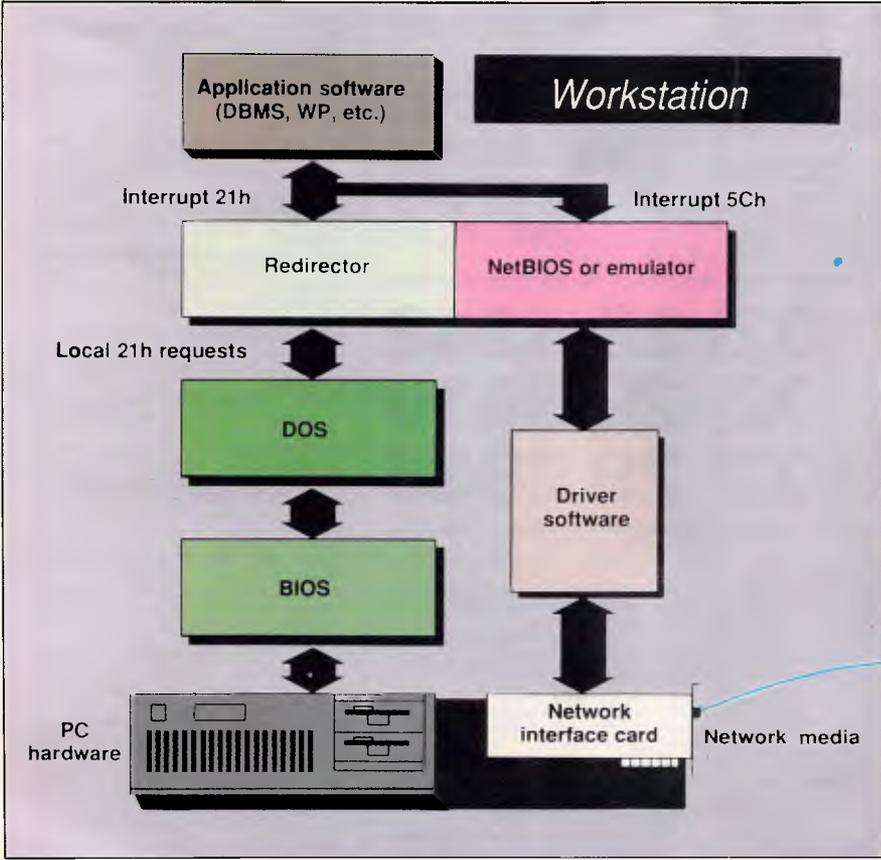 Application software
(DBMS, WP, etc.)
Workstation
Interrupt 21h
Interrupt 5Ch
Redirector
NetBIOS or emulator
Local 21h requests
DOS
Driver
software
BIOS
Network
interface card
PC
hardware
Network media